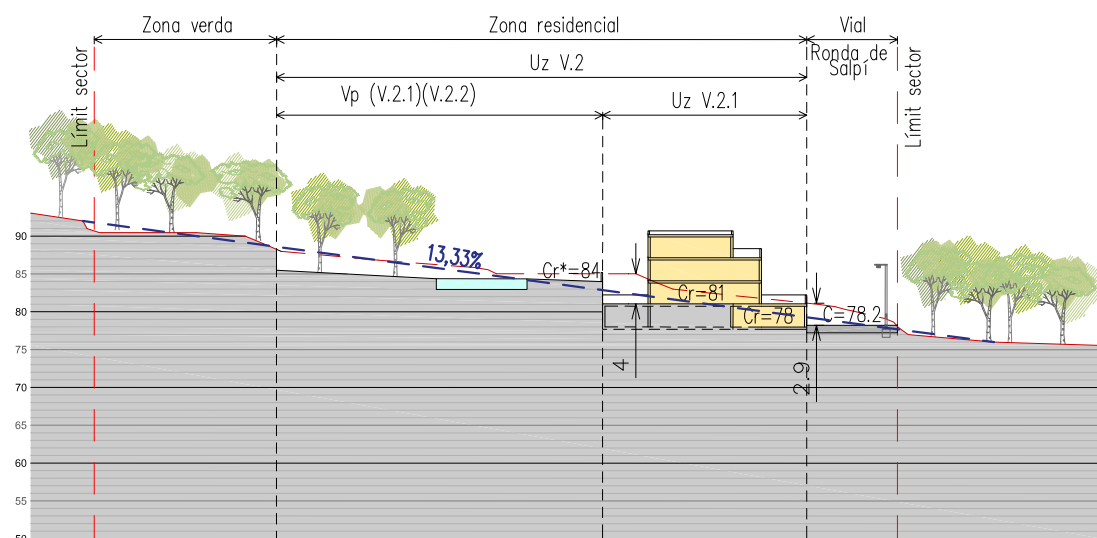 Zona verda
Zona residencial
Vial
Ronda de
Salpí
Límit sector
Límit sector
Uz V.2
Vp (V.2.1)(V.2.2)
Uz V.2.1
90
85
80
75
70
65
60
55
50
13,33%
Cr*=84
Cr=81
Cr=78
C=78.2
4
2.9